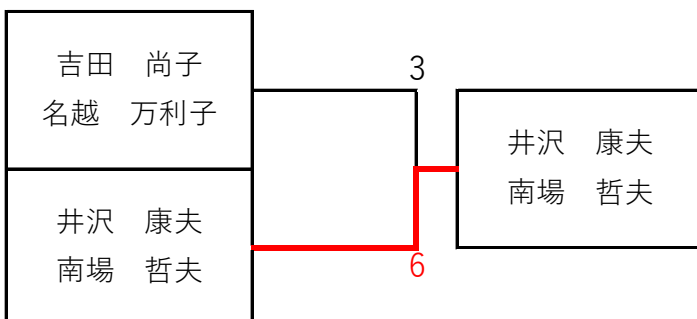 吉田　尚子
名越　万利子
3
井沢　康夫
南場　哲夫
井沢　康夫
南場　哲夫
6